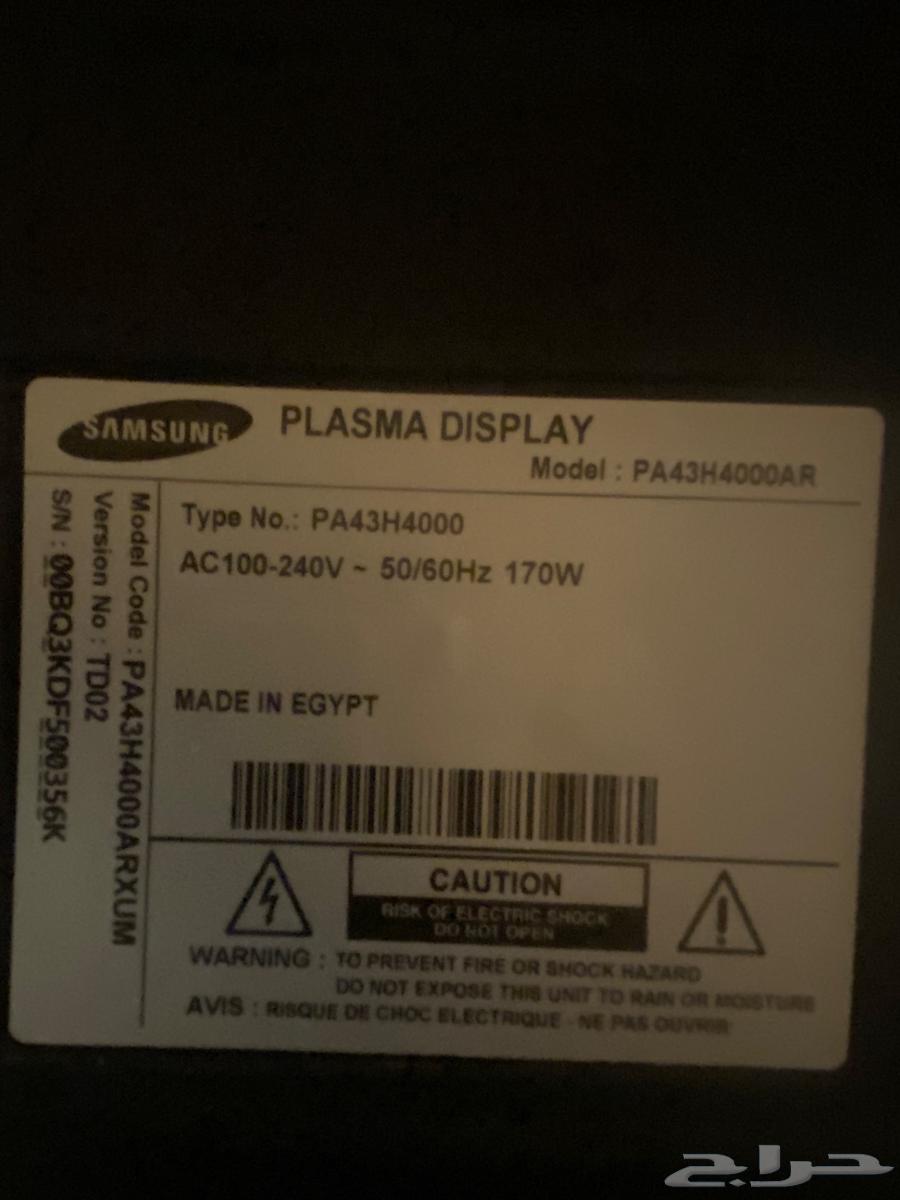 SAMSUNG PLASMA DISPLAY
Model : PA43H4000AR
Type No.: PA43H4000
AC100-240V ~ 50/60Hz 170W
MADE IN EGYPT
Model Code : PA43H4000ARXUM
Version No : TD02
S/N : 00BQ3KDF500356K
CAUTION
RISK OF ELECTRIC SHOCK
DO NOT OPEN
WARNING : TO PREVENT FIRE OR SHOCK HAZARD
DO NOT EXPOSE THIS UNIT TO RAIN OR MOISTURE
AVIS : RISQUE DE CHOC ELECTRIQUE - NE PAS OUVRIR
حراج